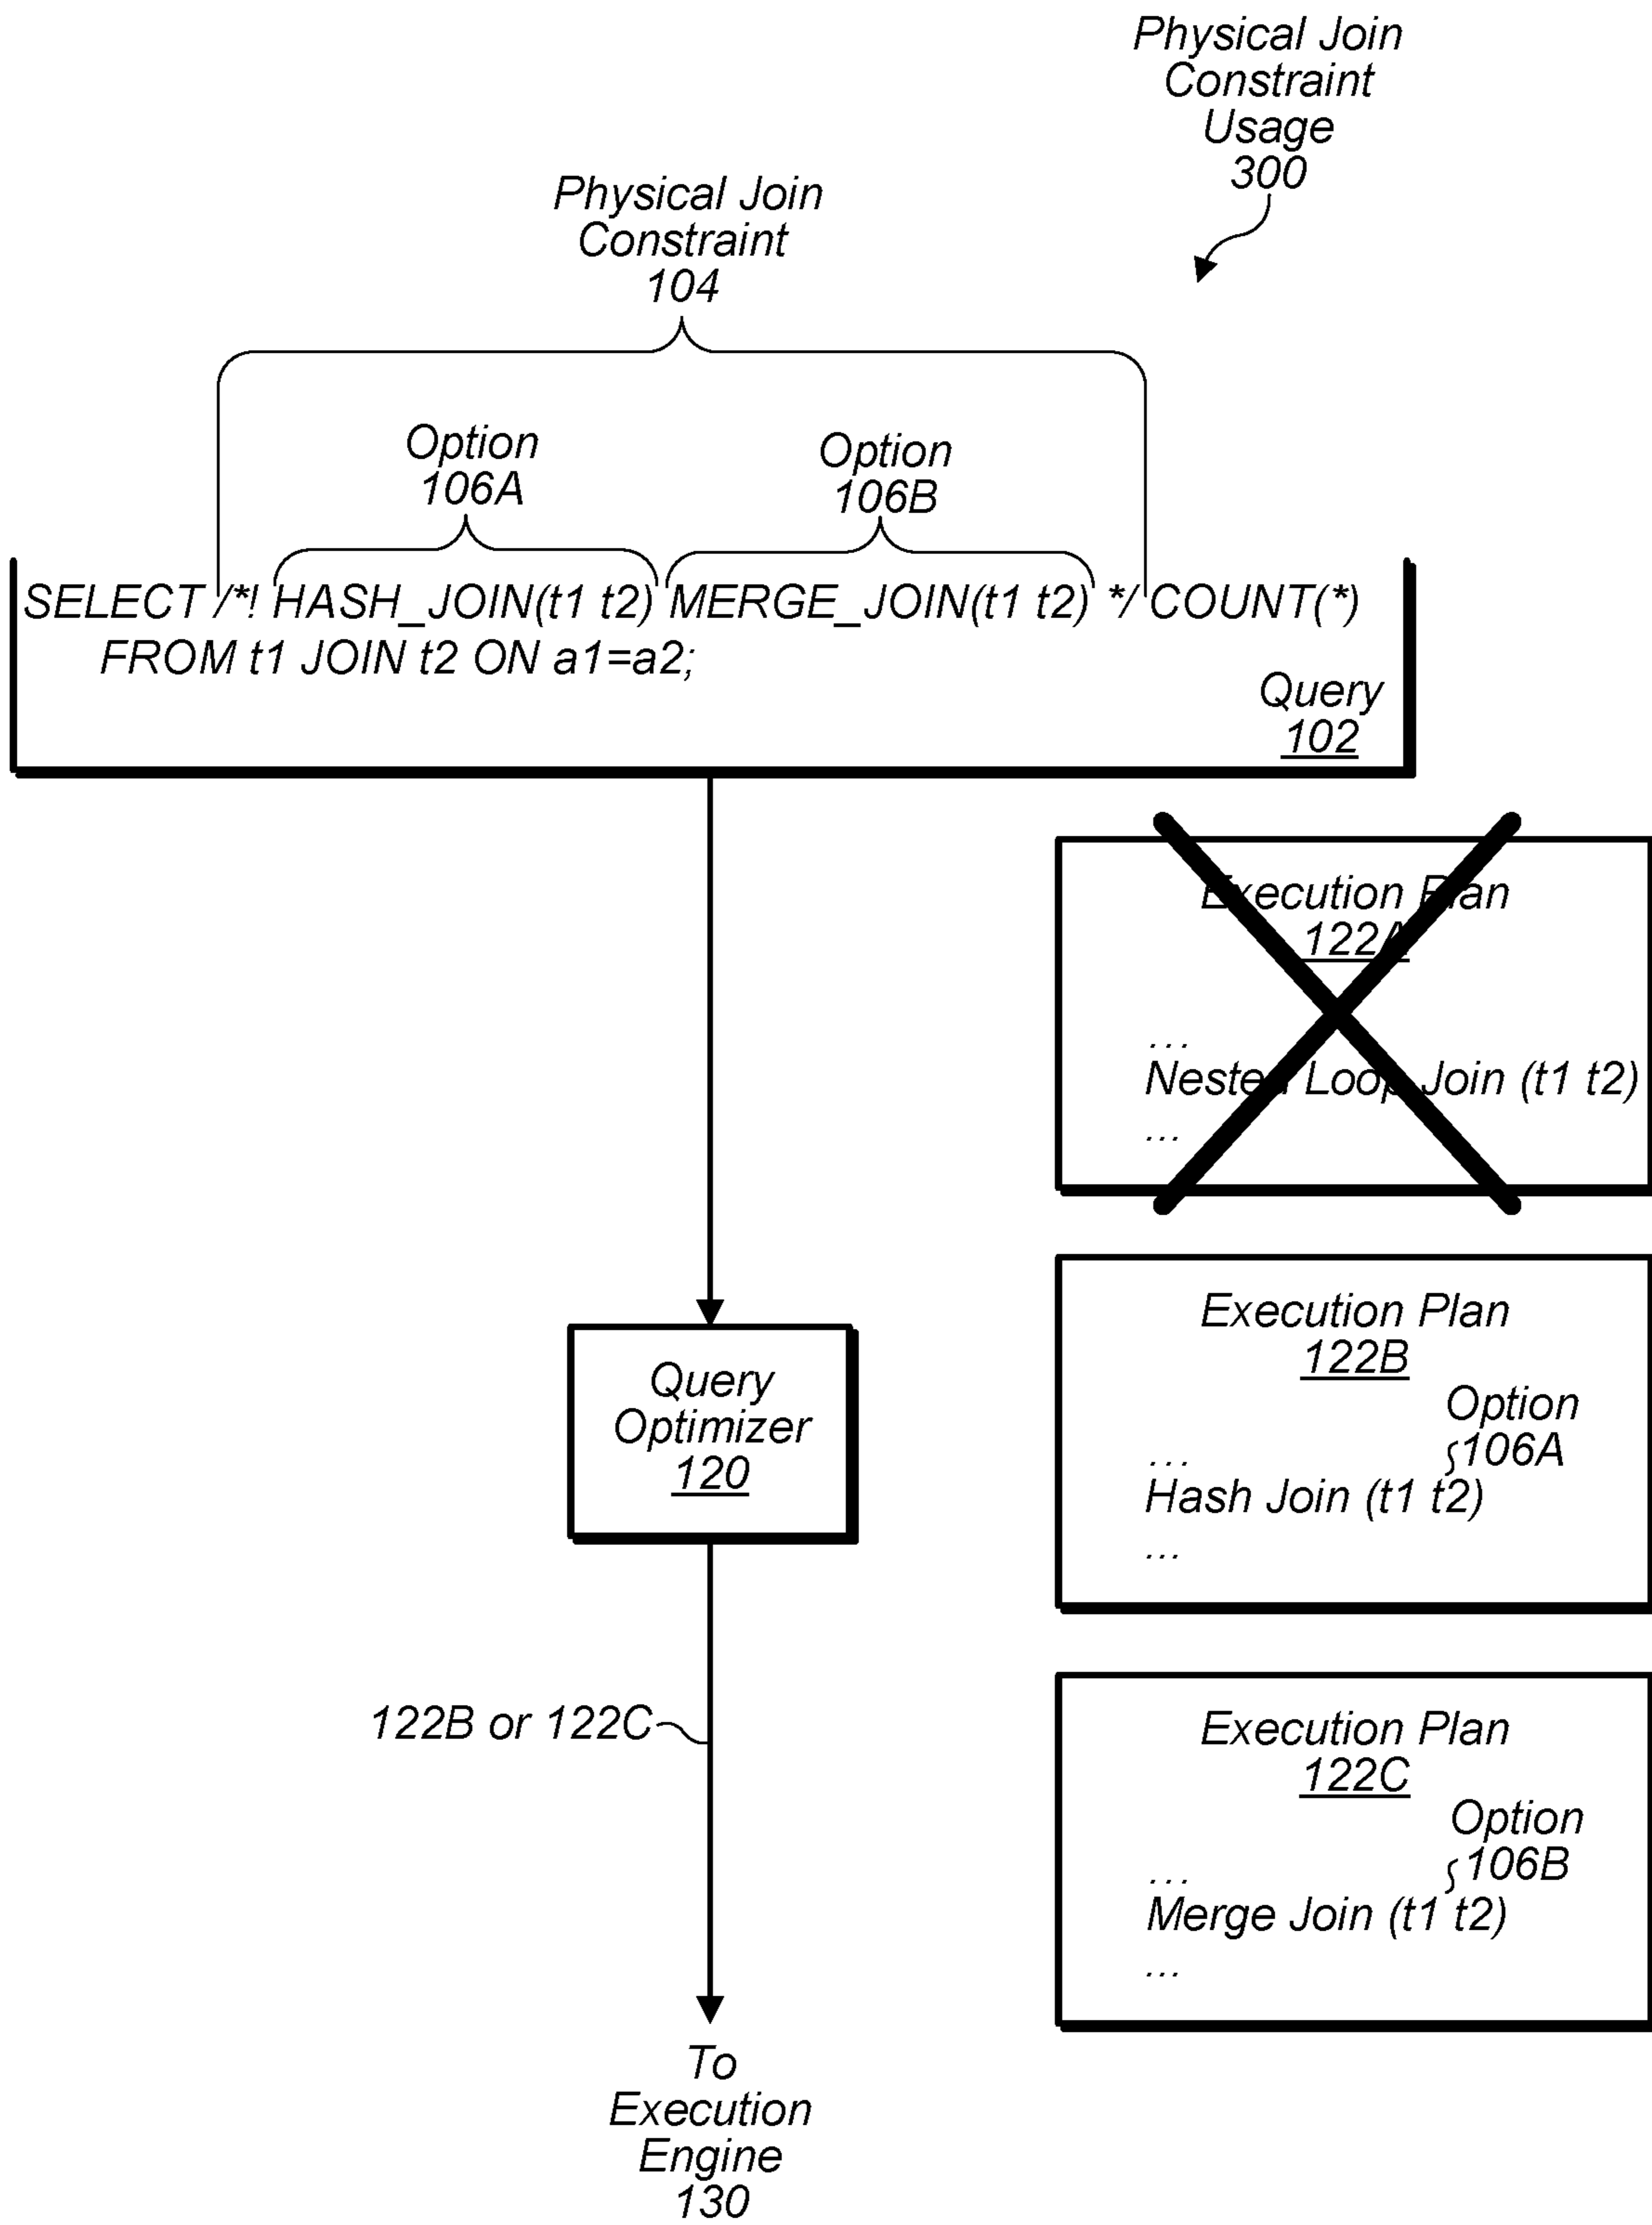 Physical Join
Constraint
Usage
300
Physical Join
Constraint
104
Option
106A
Option
106B
SELECT /*! HASH_JOIN(t1 t2) MERGE_JOIN(t1 t2) */ COUNT(*)
FROM t1 JOIN t2 ON a1=a2;
Query
102
Execution Plan
122A
...
Nested Loop Join (t1 t2)
...
Execution Plan
122B
Option
106A
...
Hash Join (t1 t2)
...
Query
Optimizer
120
122B or 122C
Execution Plan
122C
Option
106B
...
Merge Join (t1 t2)
...
To
Execution
Engine
130